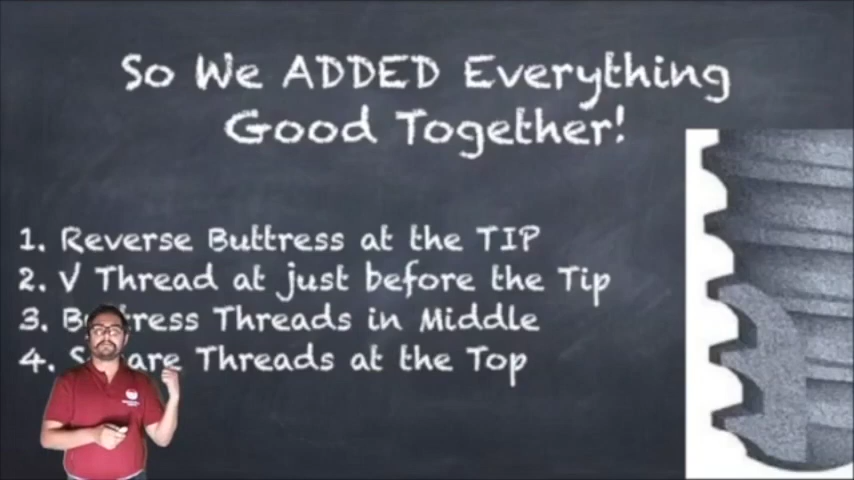 So We ADDED Everything
Good Together!
1. Reverse Buttress at the TIP
2. V Thread at just before the Tip
3. Threads in Middle
4. Threads at the Top